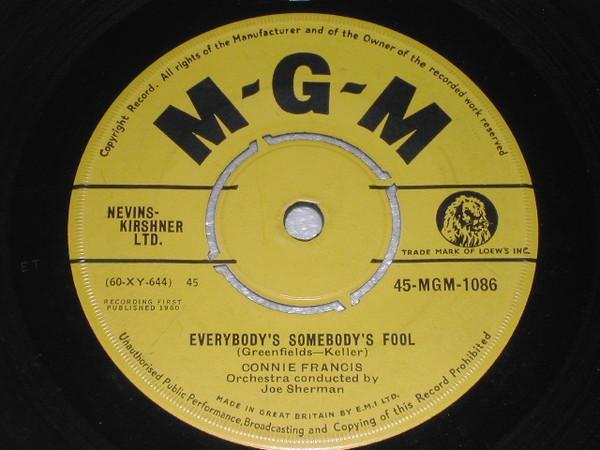 Copyright Record. All rights of the Manufacturer and of the Owner of the recorded work reserved
M-G-M
NEVINS-
KIRSHNER
LTD.
TRADE MARK OF LOEW'S INC.
(60-XY-644) 45
45-MGM-1086
RECORDING FIRST
PUBLISHED 1960
EVERYBODY'S SOMEBODY'S FOOL
(Greenfields—Keller)
CONNIE FRANCIS
Orchestra conducted by
Joe Sherman
MADE IN GREAT BRITAIN BY E.M.I LTD.
Unauthorised Public Performance, Broadcasting and Copying of this Record Prohibited
ET